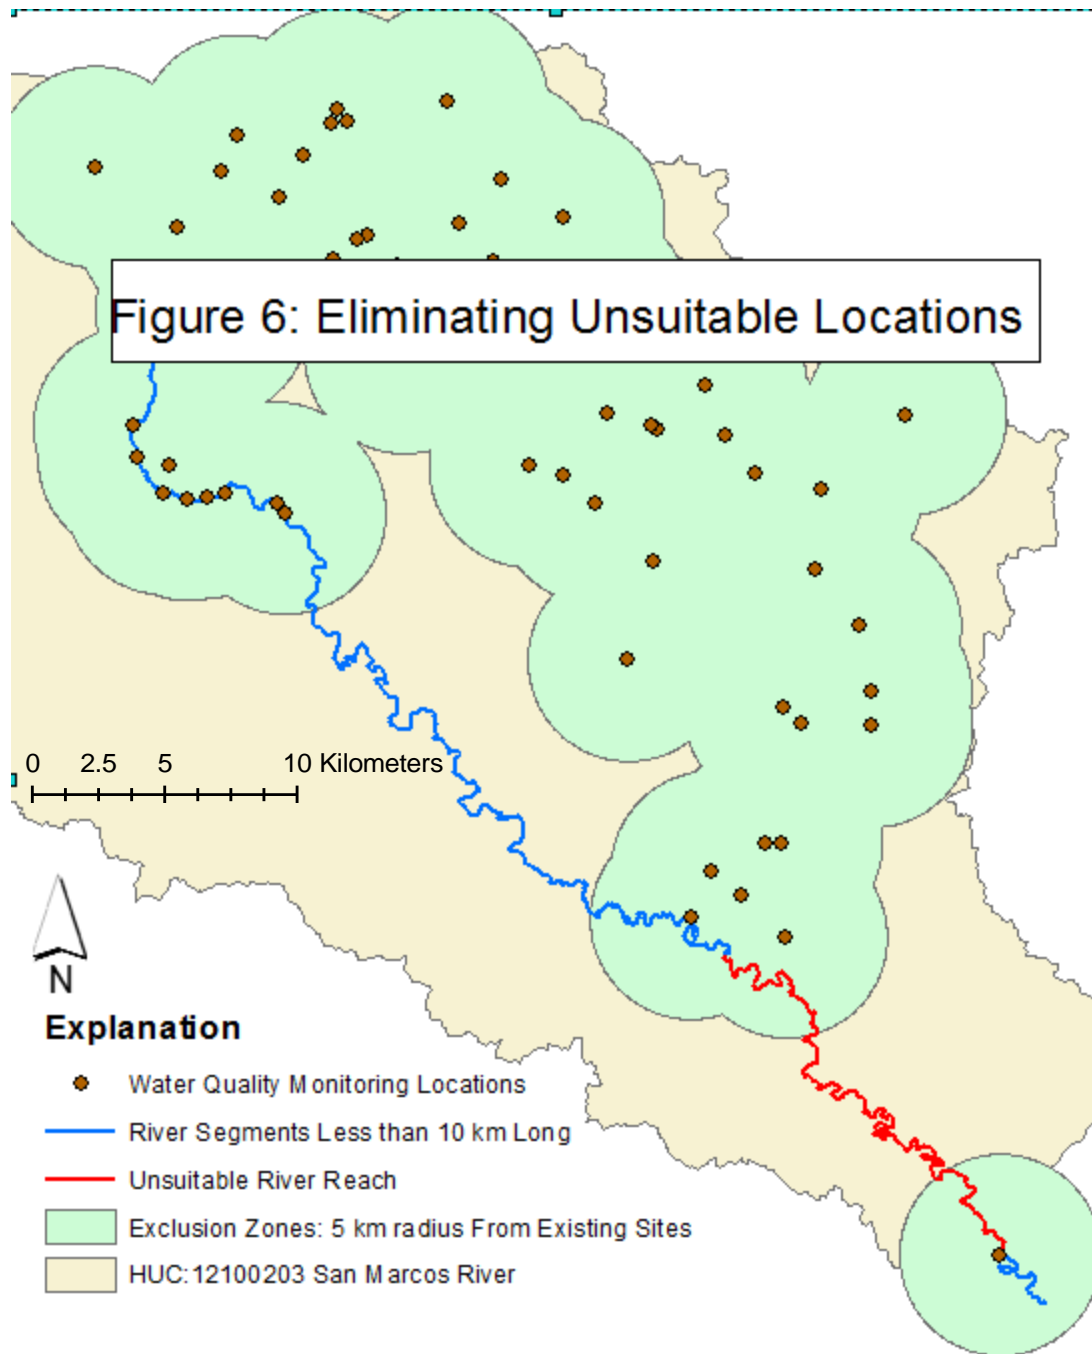 Figure 6: Eliminating Unsuitable Locations
0 2.5 5 10 Kilometers
N
Explanation
Water Quality Monitoring Locations
River Segments Less than 10 km Long
Unsuitable River Reach
Exclusion Zones: 5 km radius From Existing Sites
HUC:12100203 San Marcos River